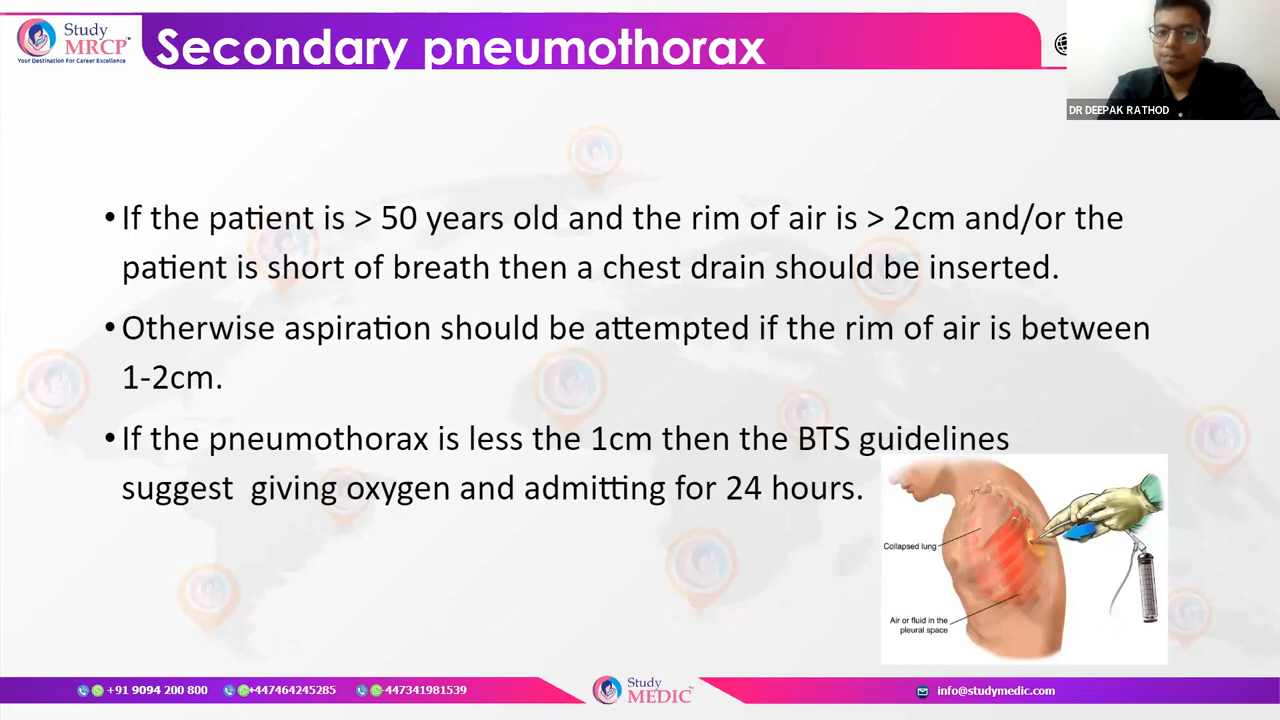 Study
MRCP™
Your Destination For Career Excellence
Secondary pneumothorax
DR DEEPAK RATHOD
• If the patient is > 50 years old and the rim of air is > 2cm and/or the
patient is short of breath then a chest drain should be inserted.
• Otherwise aspiration should be attempted if the rim of air is between
1-2cm.
• If the pneumothorax is less the 1cm then the BTS guidelines
suggest giving oxygen and admitting for 24 hours.
Collapsed lung
Air or fluid in the
pleural space
+91 9094 200 800
+447464245285
447341981539
Study
MEDIC™
info@studymedic.com